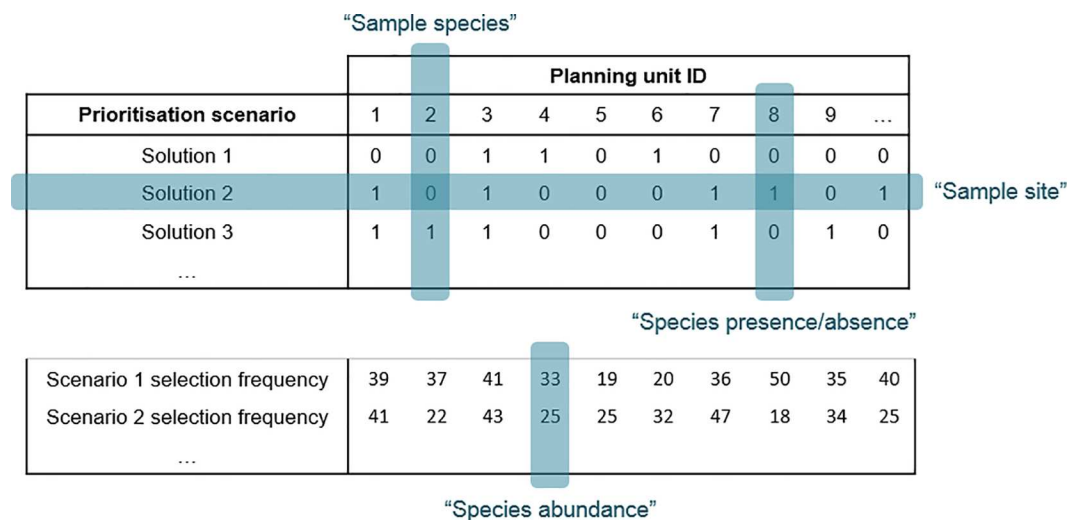 “Sample species”
Planning unit ID
Prioritisation scenario 1 2 3 4 5 6 7 8 9 ...
Solution 1 0 0 1 1 0 1 0 0 0 0
Solution 2 1 0 1 0 0 0 1 1 0 1 “Sample site”
Solution 3 1 1 1 0 0 0 1 0 1 0
...
“Species presence/absence”
Scenario 1 selection frequency 39 37 41 33 19 20 36 50 35 40
Scenario 2 selection frequency 41 22 43 25 25 32 47 18 34 25
...
“Species abundance”